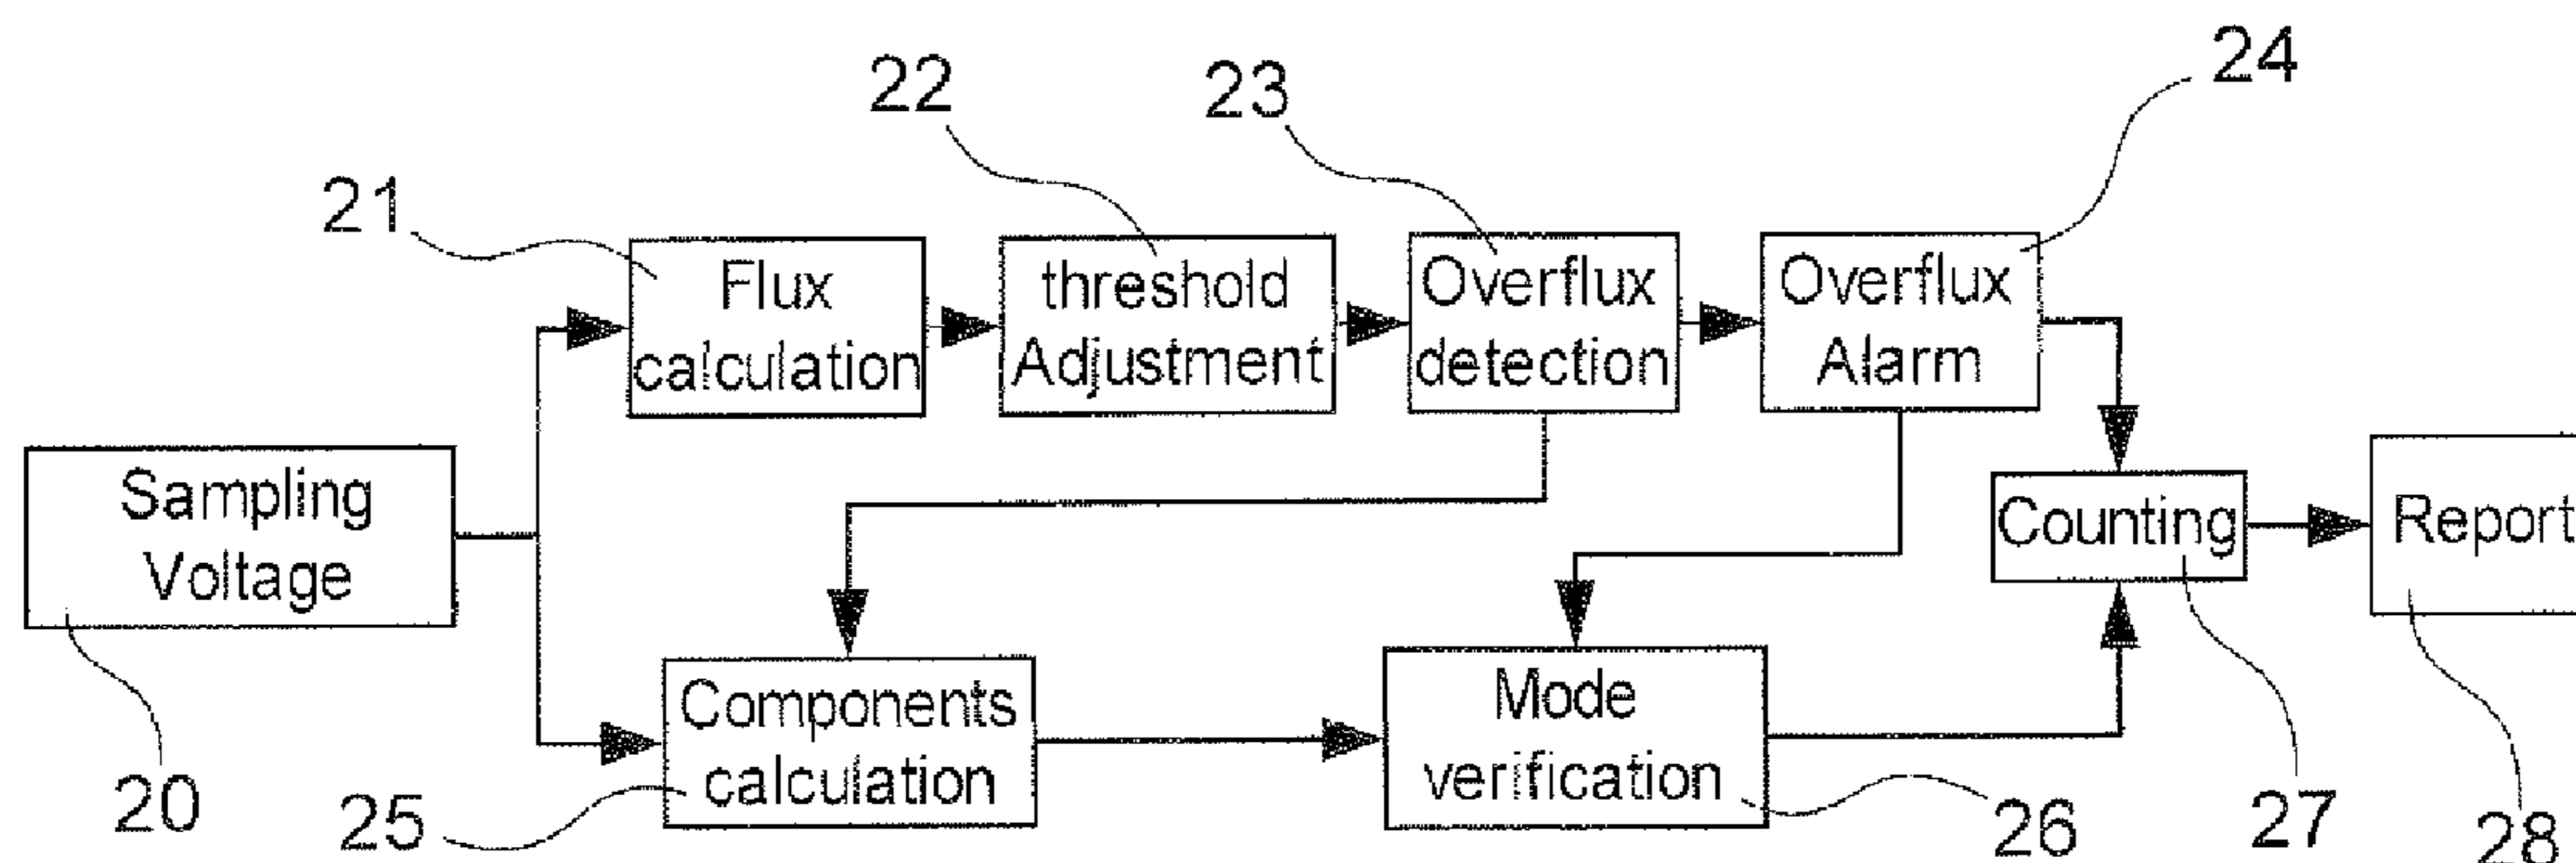 24
22
23
21
Flux
calculation
threshold
Adjustment
Overflux
detection
Overflux
Alarm
Sampling
Voltage
Counting
Report
Components
calculation
Mode
verification
20
25
26
27
28